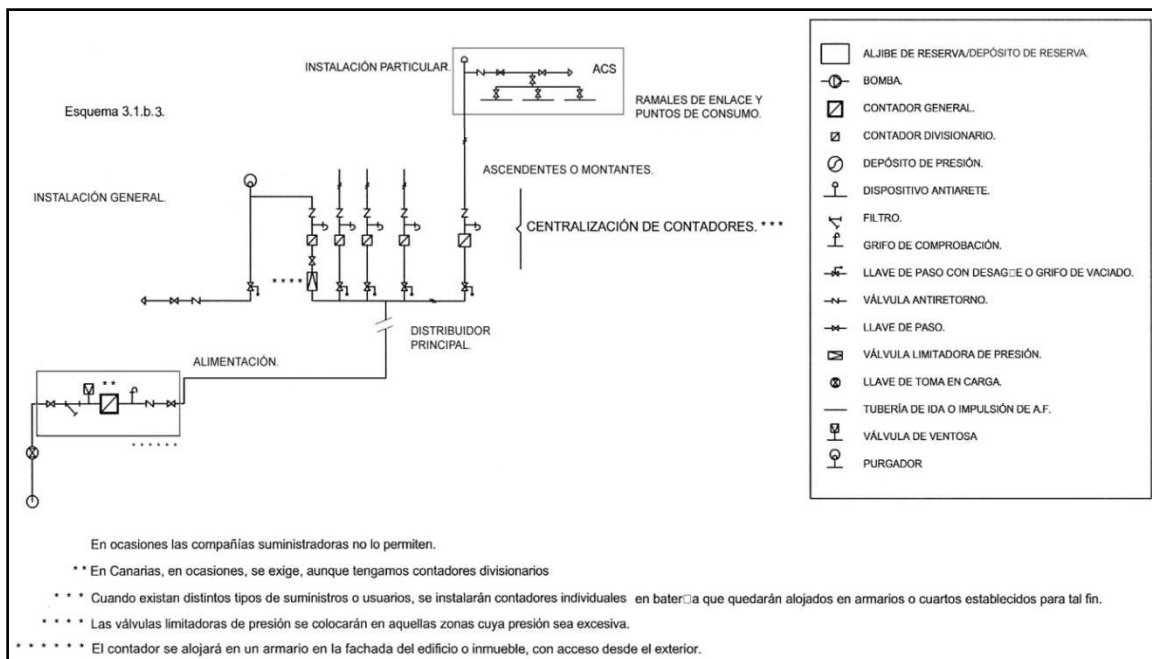 INSTALACIÓN PARTICULAR.
ACS
RAMALES DE ENLACE Y
PUNTOS DE CONSUMO.
Esquema 3.1.b.3.
ASCENDENTES O MONTANTES.
INSTALACIÓN GENERAL.
CENTRALIZACIÓN DE CONTADORES. * * *
* * * *
DISTRIBUIDOR
PRINCIPAL.
ALIMENTACIÓN.
* *
* * * * * *
ALJIBE DE RESERVA/DEPÓSITO DE RESERVA.
BOMBA.
CONTADOR GENERAL.
CONTADOR DIVISIONARIO.
DEPÓSITO DE PRESIÓN.
DISPOSITIVO ANTIARETE.
FILTRO.
GRIFO DE COMPROBACIÓN.
LLAVE DE PASO CON DESAG□E O GRIFO DE VACIADO.
VÁLVULA ANTIRETORNO.
LLAVE DE PASO.
VÁLVULA LIMITADORA DE PRESIÓN.
LLAVE DE TOMA EN CARGA.
TUBERÍA DE IDA O IMPULSIÓN DE A.F.
VÁLVULA DE VENTOSA
PURGADOR
En ocasiones las compañías suministradoras no lo permiten.
* * En Canarias, en ocasiones, se exige, aunque tengamos contadores divisionarios
* * * Cuando existan distintos tipos de suministros o usuarios, se instalarán contadores individuales en bater□a que quedarán alojados en armarios o cuartos establecidos para tal fin.
* * * * Las válvulas limitadoras de presión se colocarán en aquellas zonas cuya presión sea excesiva.
* * * * * * El contador se alojará en un armario en la fachada del edificio o inmueble, con acceso desde el exterior.